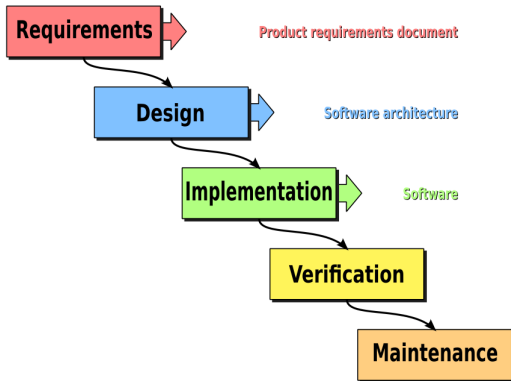 Requirements
Product requirements document
Design
Software architecture
Implementation
Software
Verification
Maintenance